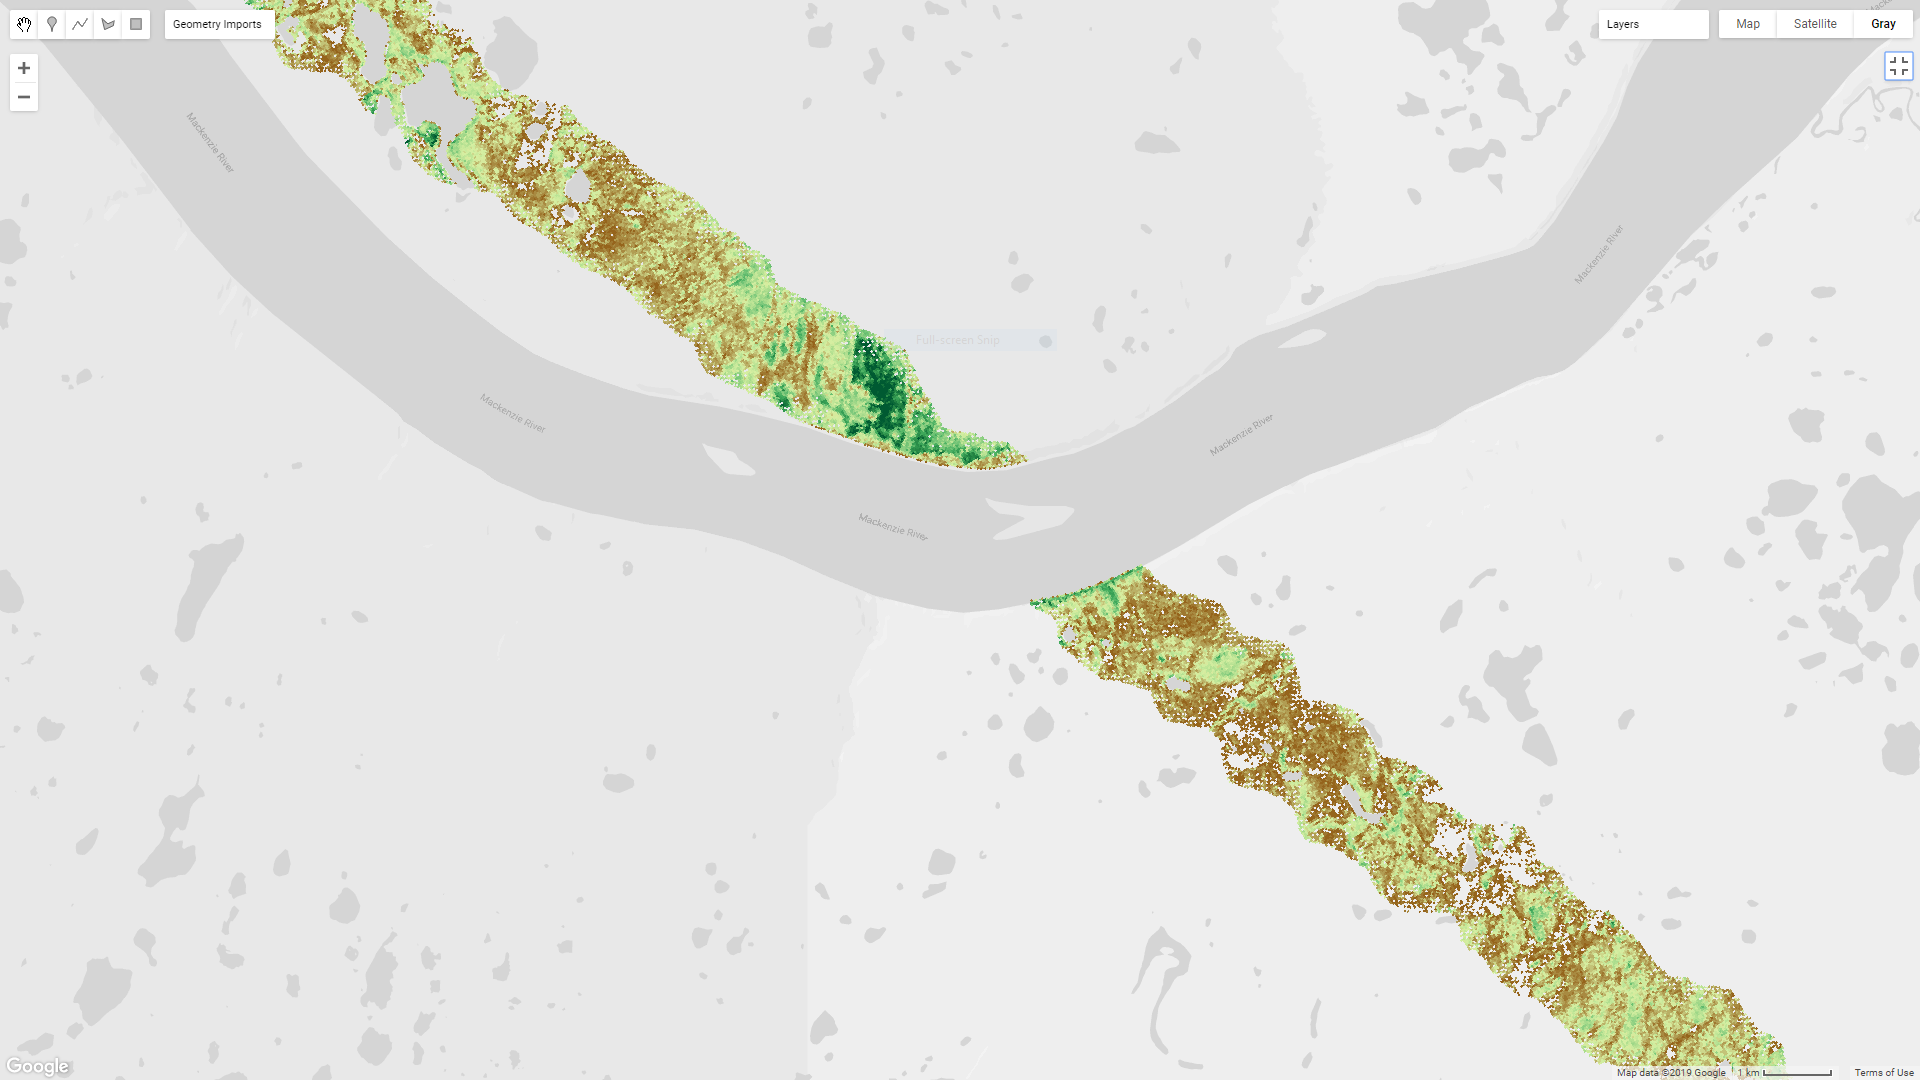 Geometry Imports
Layers
Map
Satellite
Gray
+
−
Mackenzie River
Mackenzie River
Mackenzie River
Full-screen Snip
Mackenzie River
Mackenzie River
Google
Map data ©2019 Google
1 km
Terms of Use